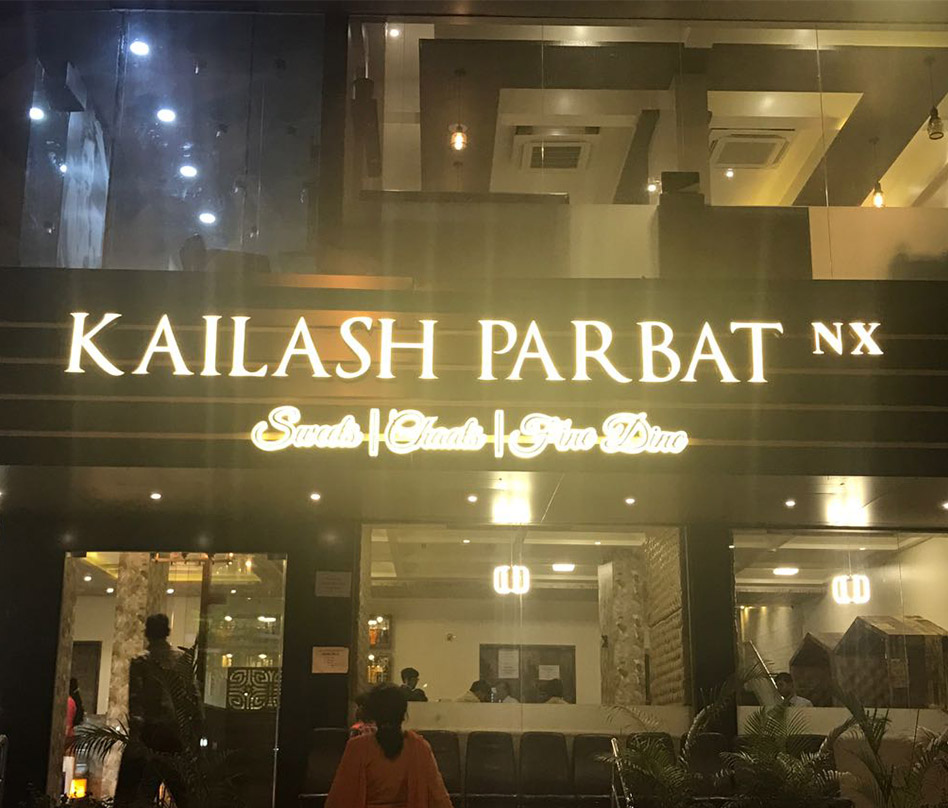 KAILASH PARBAT NX
Sweets | Chaats | Fine Dine